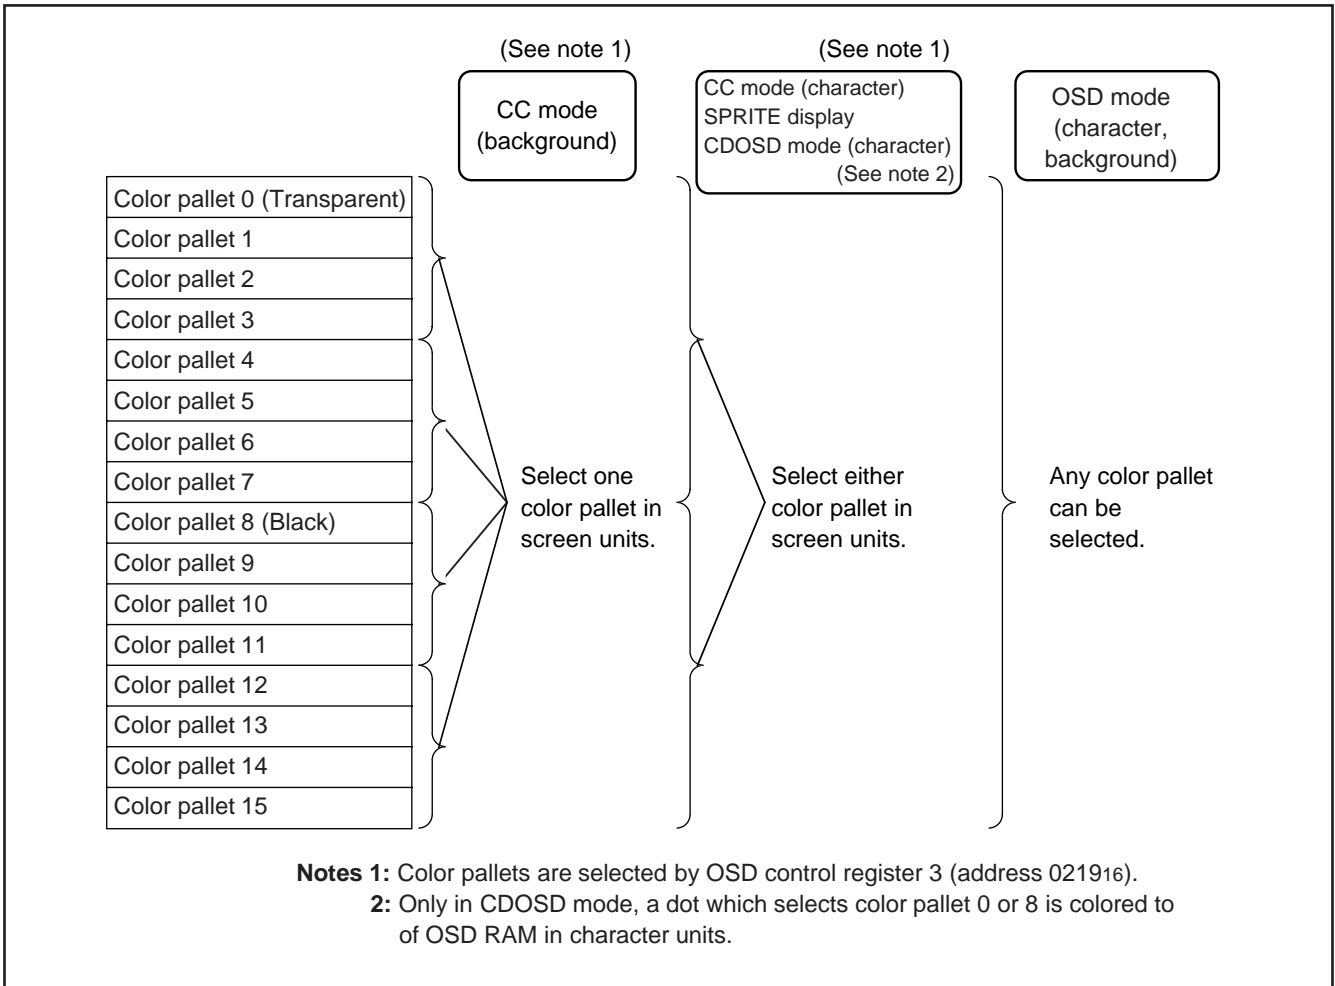 (See note 1)
(See note 1)
CC mode
(background)
CC mode (character)
SPRITE display
CDOSD mode (character)
(See note 2)
OSD mode
(character,
background)
Color pallet 0 (Transparent)
Color pallet 1
Color pallet 2
Color pallet 3
Color pallet 4
Color pallet 5
Color pallet 6
Color pallet 7
Color pallet 8 (Black)
Color pallet 9
Color pallet 10
Color pallet 11
Color pallet 12
Color pallet 13
Color pallet 14
Color pallet 15
Select one
color pallet in
screen units.
Select either
color pallet in
screen units.
Any color pallet
can be
selected.
Notes 1: Color pallets are selected by OSD control register 3 (address 021916).
2: Only in CDOSD mode, a dot which selects color pallet 0 or 8 is colored to
of OSD RAM in character units.